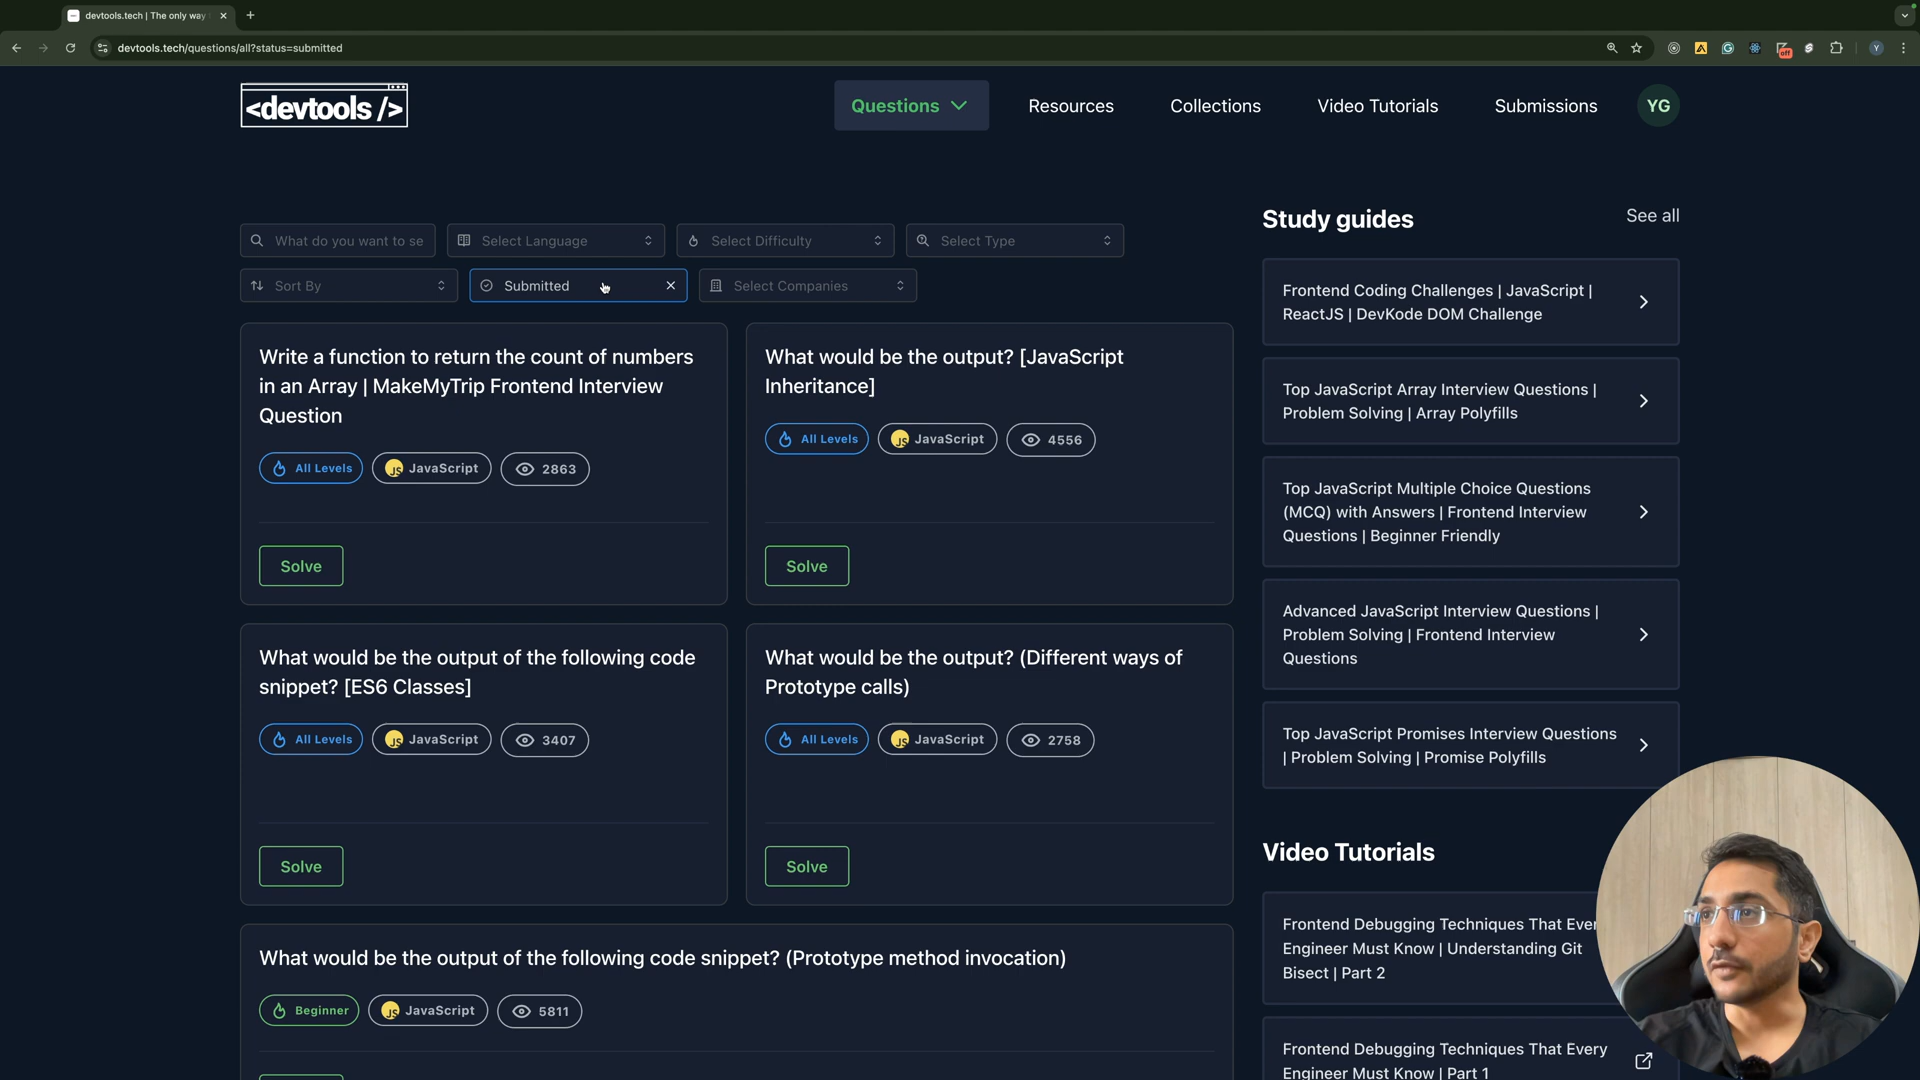 devtools.tech | The only way
devtools.tech/questions/all?status=submitted
off
Y
<devtools />
Questions
Resources
Collections
Video Tutorials
Submissions
YG
What do you want to se
Select Language
Select Difficulty
Select Type
Sort By
Submitted
Select Companies
Write a function to return the count of numbers
in an Array | MakeMyTrip Frontend Interview
Question
All Levels
JS JavaScript
2863
Solve
What would be the output? [JavaScript
Inheritance]
All Levels
JS JavaScript
4556
Solve
What would be the output of the following code
snippet? [ES6 Classes]
All Levels
JS JavaScript
3407
Solve
What would be the output? (Different ways of
Prototype calls)
All Levels
JS JavaScript
2758
Solve
What would be the output of the following code snippet? (Prototype method invocation)
Beginner
JS JavaScript
5811
Study guides
See all
Frontend Coding Challenges | JavaScript |
ReactJS | DevKode DOM Challenge
Top JavaScript Array Interview Questions |
Problem Solving | Array Polyfills
Top JavaScript Multiple Choice Questions
(MCQ) with Answers | Frontend Interview
Questions | Beginner Friendly
Advanced JavaScript Interview Questions |
Problem Solving | Frontend Interview
Questions
Top JavaScript Promises Interview Questions
| Problem Solving | Promise Polyfills
Video Tutorials
Frontend Debugging Techniques That Ever
Engineer Must Know | Understanding Git
Bisect | Part 2
Frontend Debugging Techniques That Every
Engineer Must Know | Part 1